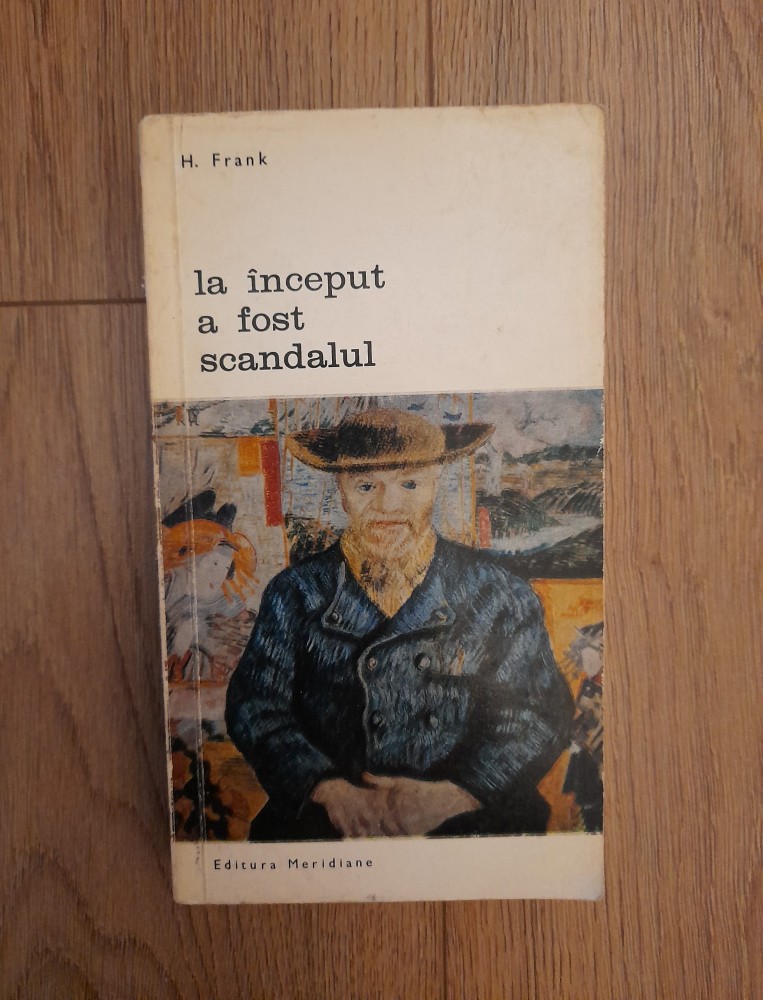 H. Frank
la început
a fost
scandalul
Editura Meridiane